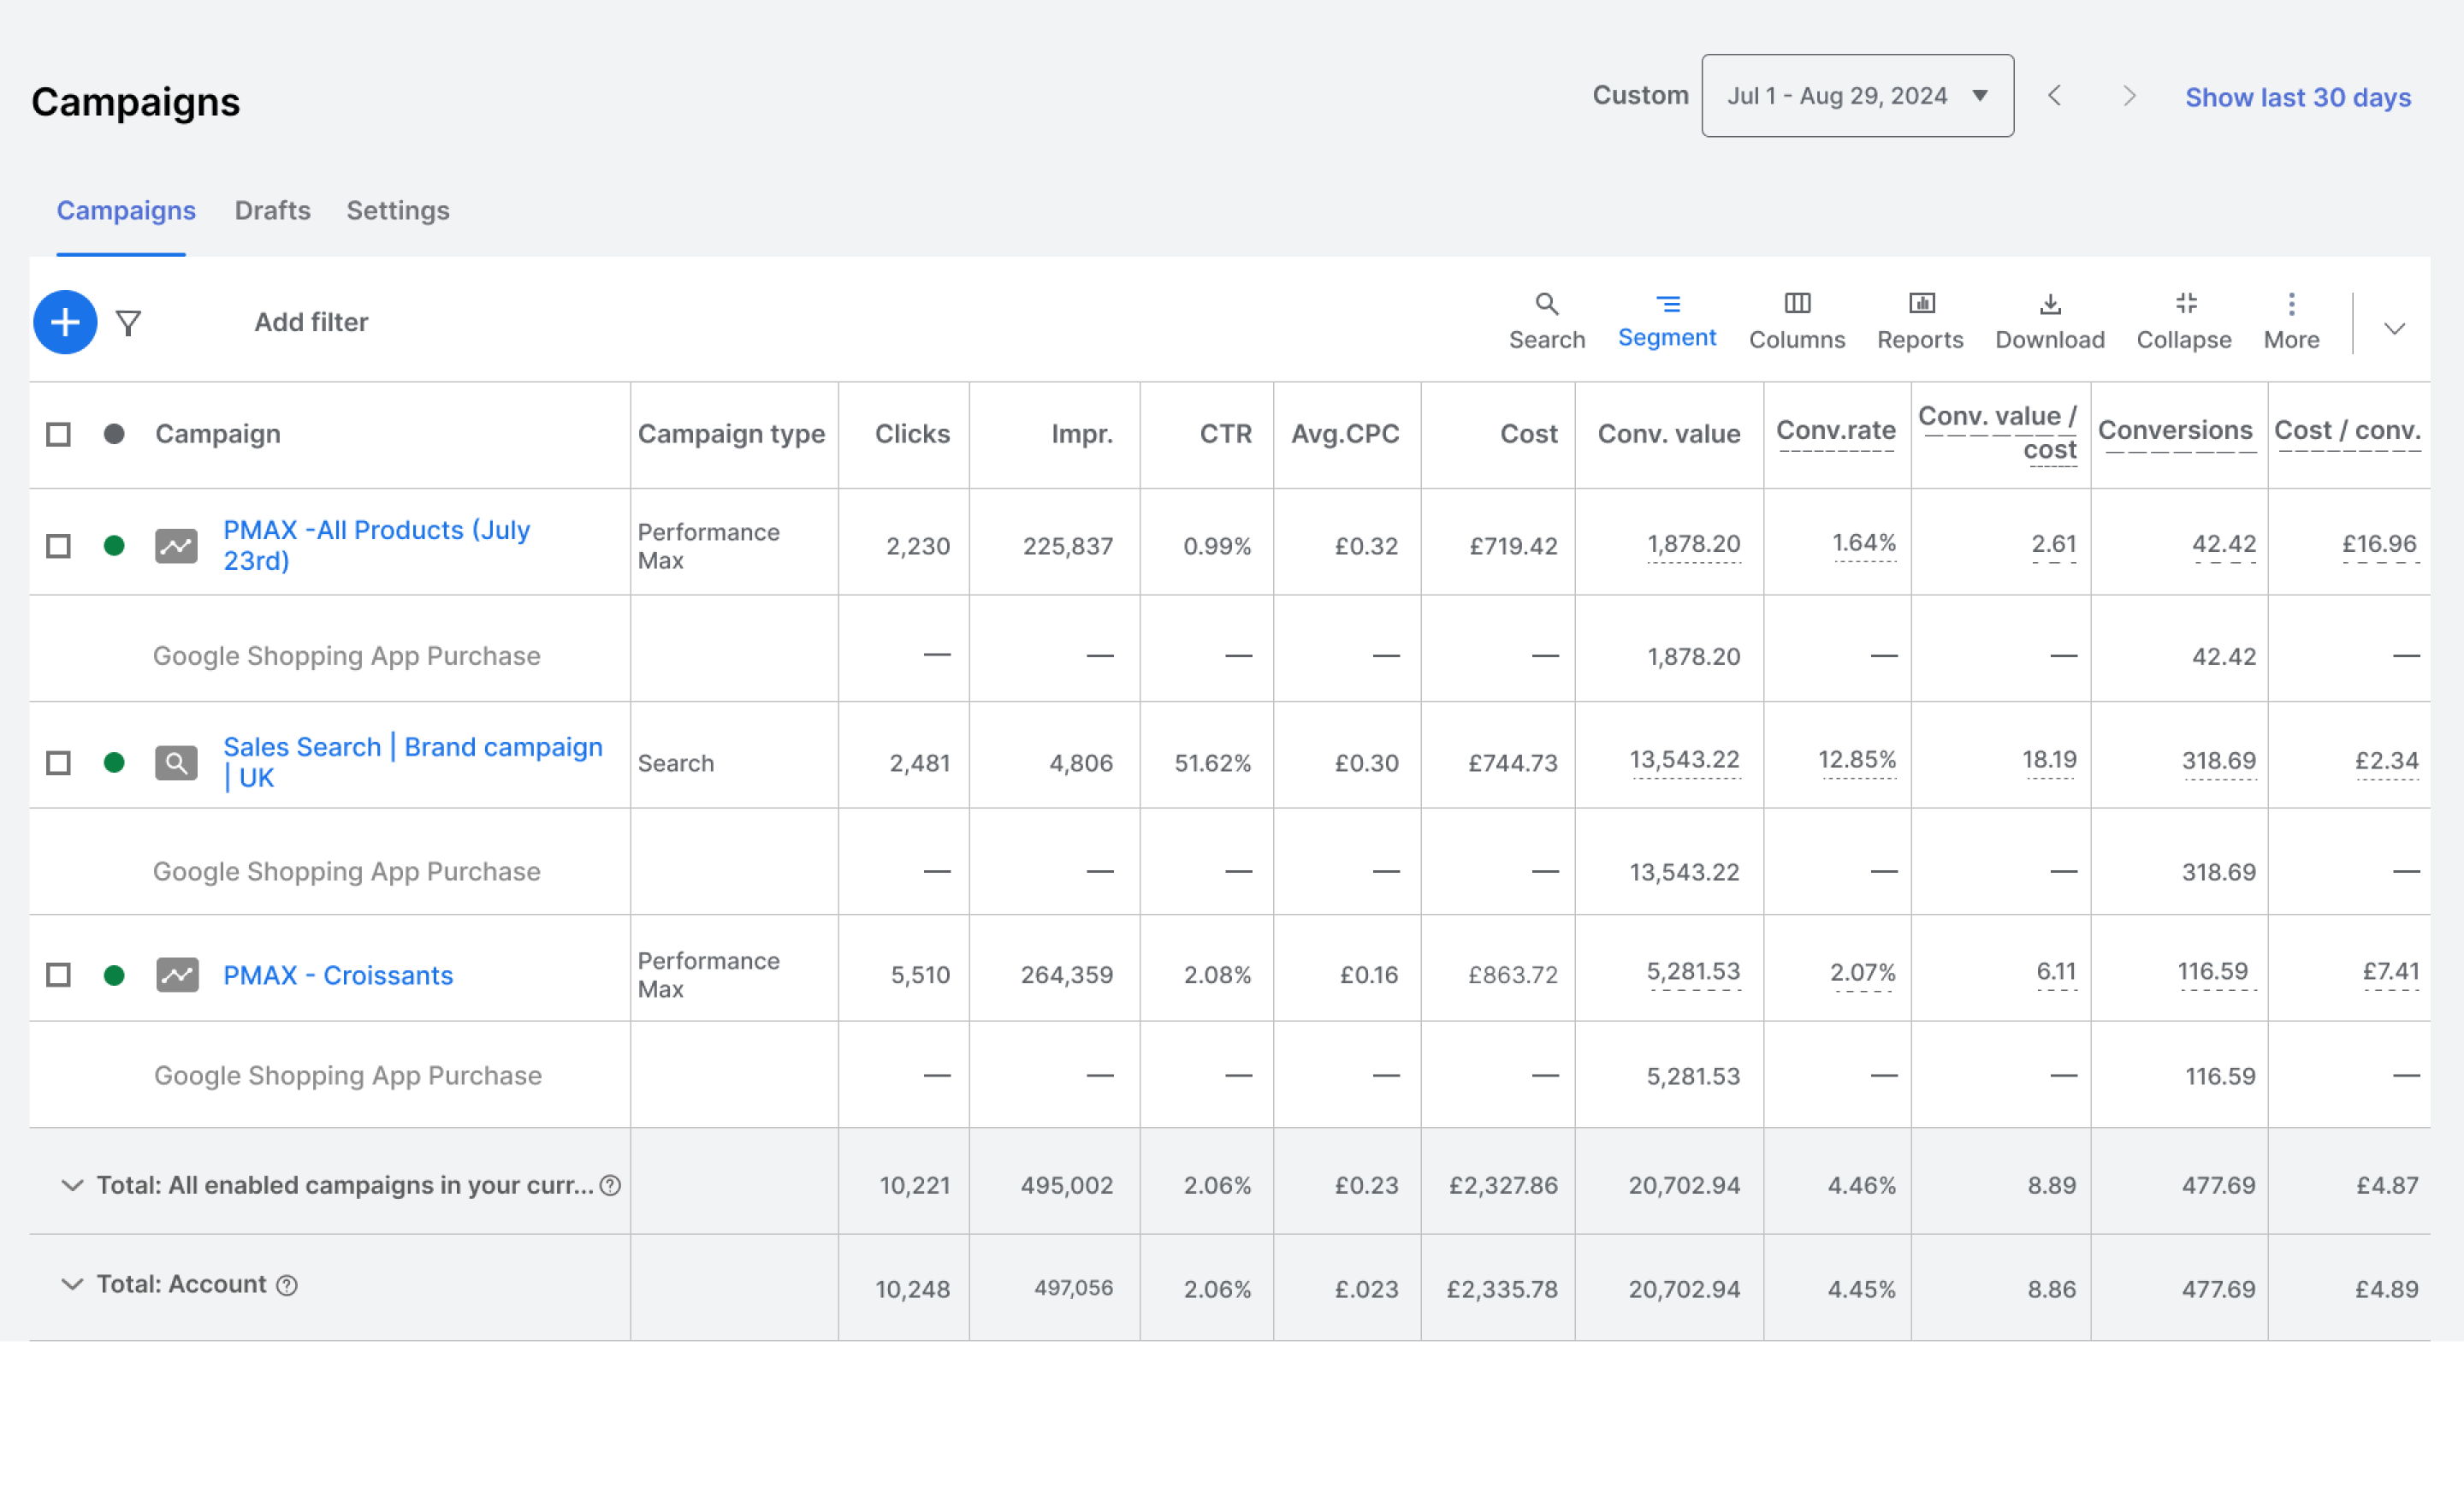 Campaigns
Custom Jul 1 - Aug 29, 2024 Show last 30 days
Campaigns Drafts Settings
Add filter
Search Segment Columns Reports Download Collapse More
Campaign Campaign type Clicks Impr. CTR Avg.CPC Cost Conv. value Conv.rate Conv. value / cost Conversions Cost / conv.
PMAX -All Products (July 23rd) Performance Max 2,230 225,837 0.99% £0.32 £719.42 1,878.20 1.64% 2.61 42.42 £16.96
Google Shopping App Purchase — — — — — 1,878.20 — — 42.42 —
Sales Search | Brand campaign | UK Search 2,481 4,806 51.62% £0.30 £744.73 13,543.22 12.85% 18.19 318.69 £2.34
Google Shopping App Purchase — — — — — 13,543.22 — — 318.69 —
PMAX - Croissants Performance Max 5,510 264,359 2.08% £0.16 £863.72 5,281.53 2.07% 6.11 116.59 £7.41
Google Shopping App Purchase — — — — — 5,281.53 — — 116.59 —
Total: All enabled campaigns in your curr... 10,221 495,002 2.06% £0.23 £2,327.86 20,702.94 4.46% 8.89 477.69 £4.87
Total: Account 10,248 497,056 2.06% £.023 £2,335.78 20,702.94 4.45% 8.86 477.69 £4.89